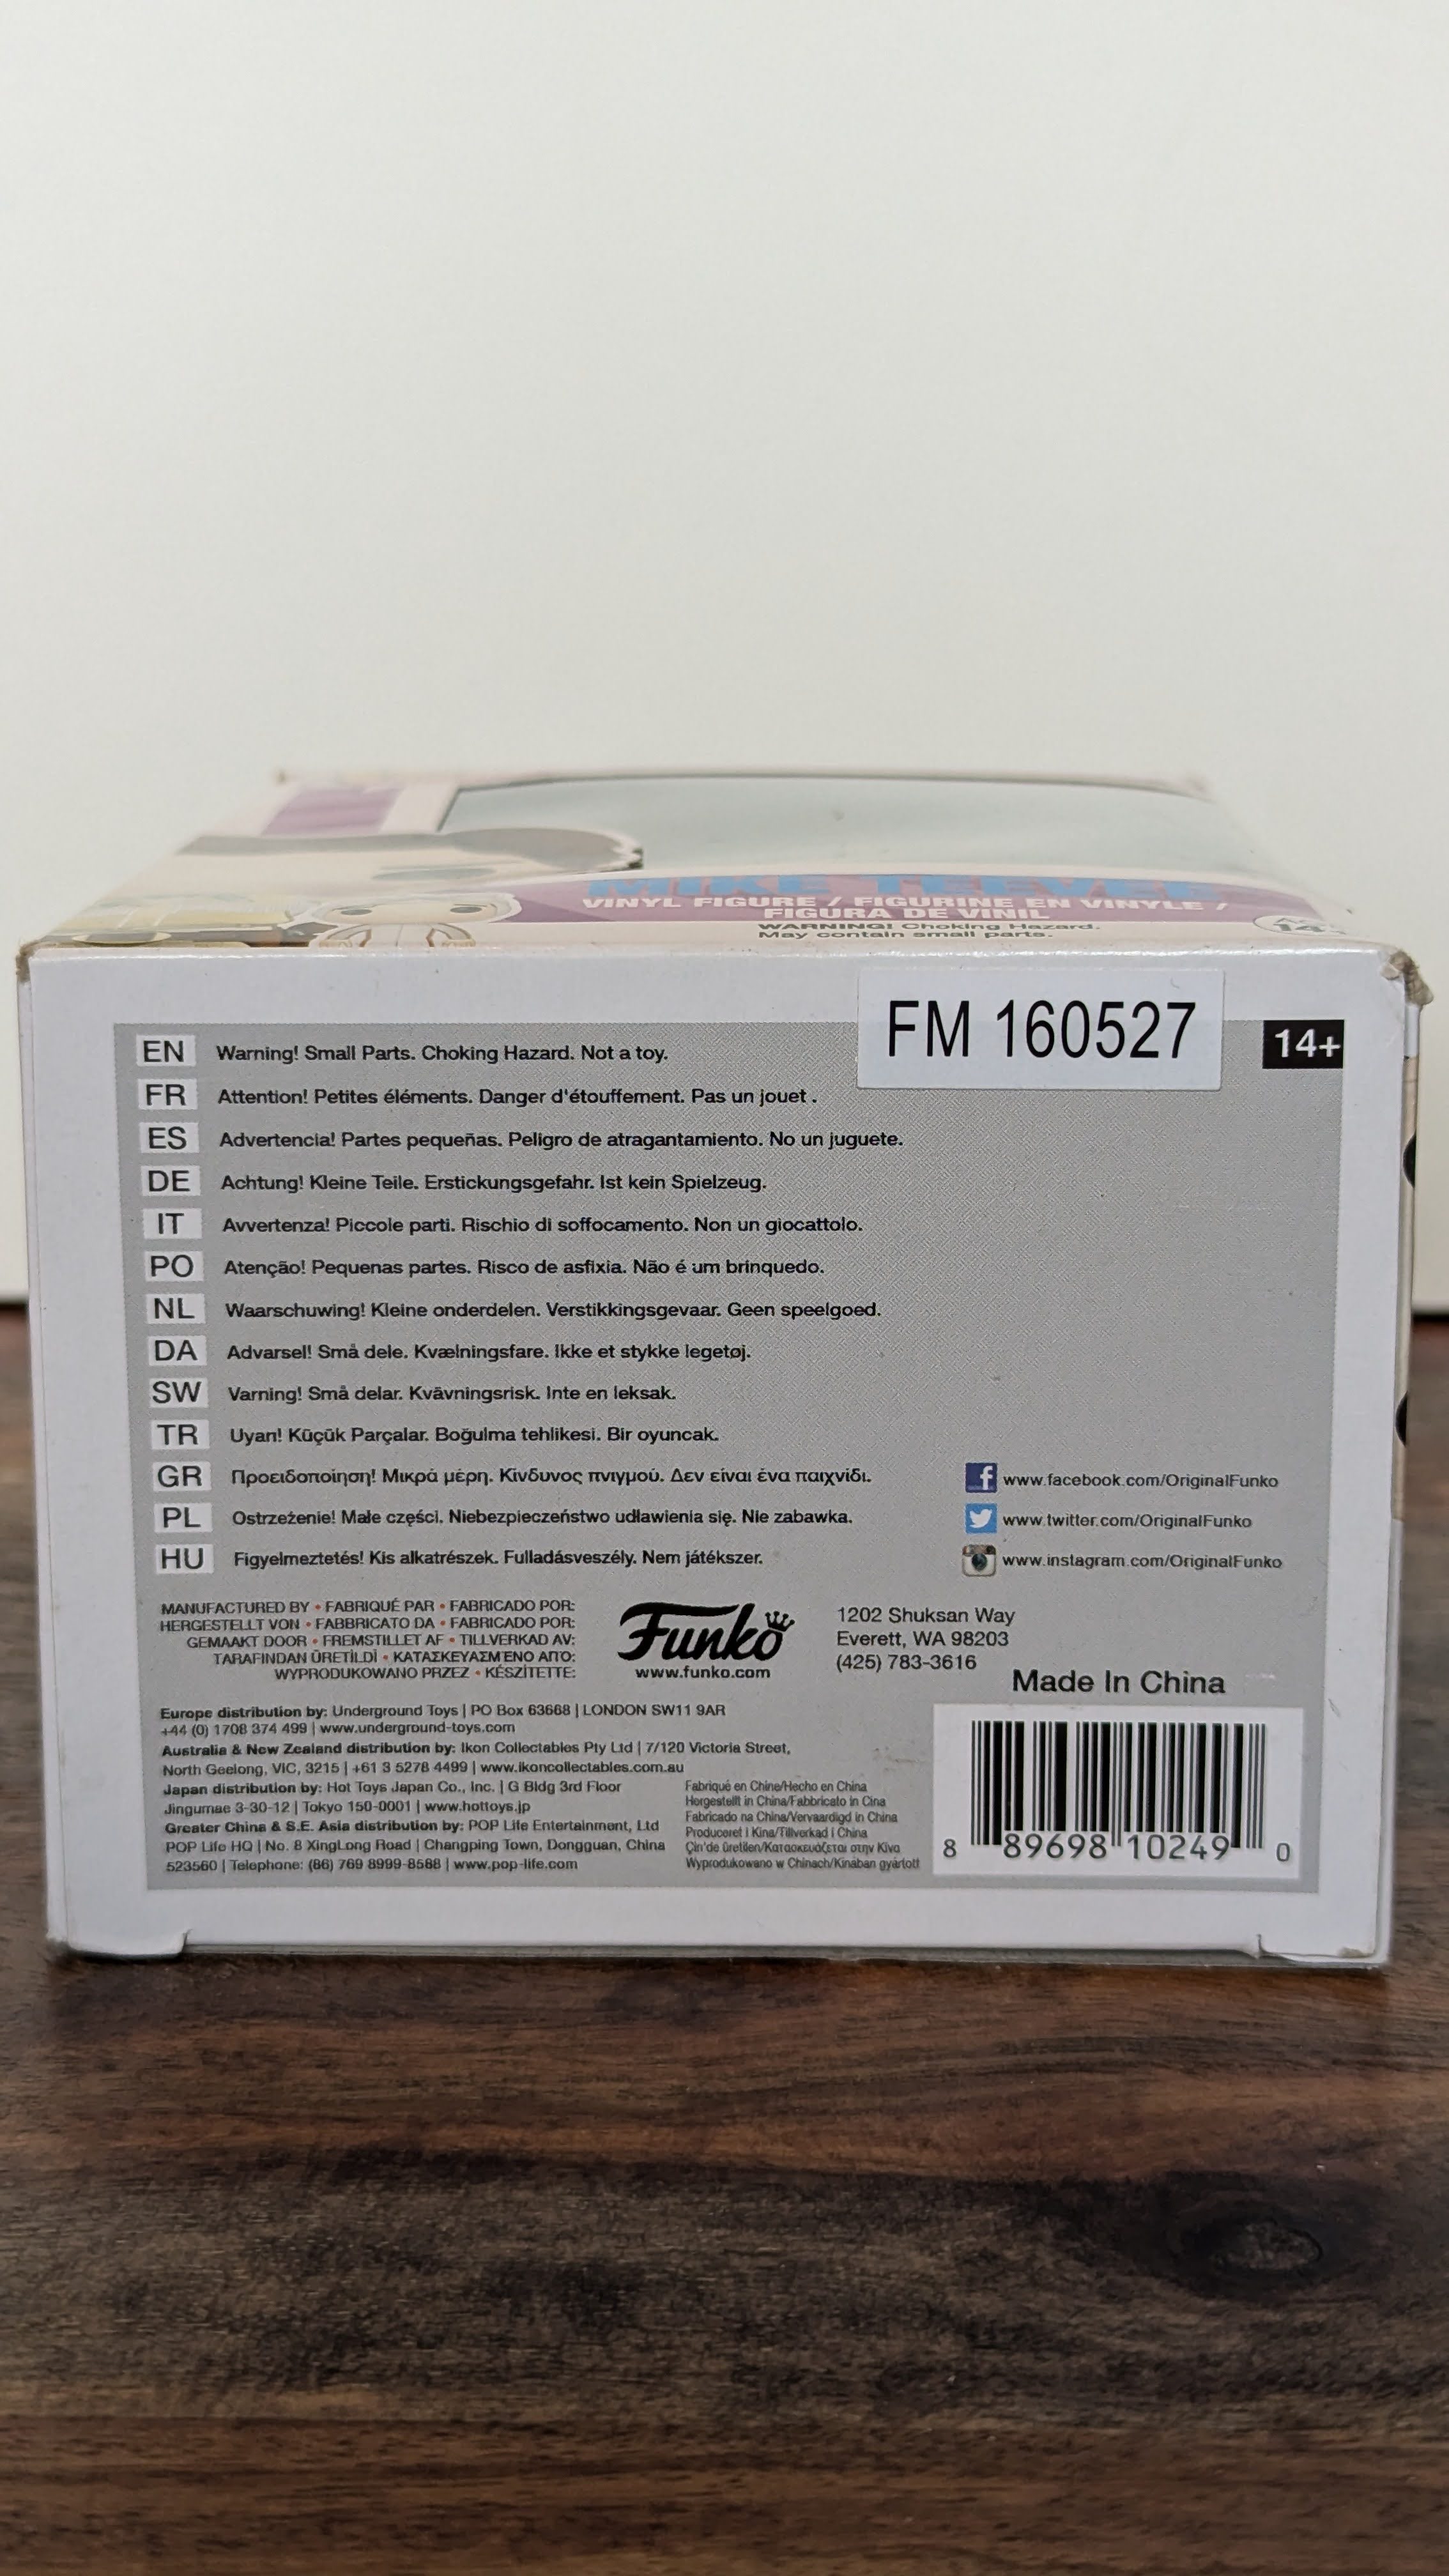 MIKE TEEVEE
VINYL FIGURE / FIGURINE EN VINYLE /
FIGURA DE VINIL
WARNING! Choking Hazard.
May contain small parts.
FM 160527
14+
EN Warning! Small Parts. Choking Hazard. Not a toy.
FR Attention! Petites éléments. Danger d'étouffement. Pas un jouet .
ES Advertencia! Partes pequeñas. Peligro de atragantamiento. No un juguete.
DE Achtung! Kleine Teile. Erstickungsgefahr. Ist kein Spielzeug.
IT Avvertenza! Piccole parti. Rischio di soffocamento. Non un giocattolo.
PO Atenção! Pequenas partes. Risco de asfixia. Não é um brinquedo.
NL Waarschuwing! Kleine onderdelen. Verstikkingsgevaar. Geen speelgoed.
DA Advarsel! Små dele. Kvælningsfare. Ikke et stykke legetøj.
SW Varning! Små delar. Kvävningsrisk. Inte en leksak.
TR Uyarı! Küçük Parçalar. Boğulma tehlikesi. Bir oyuncak.
GR Προειδοποίηση! Μικρά μέρη. Κίνδυνος πνιγμού. Δεν είναι ένα παιχνίδι.
PL Ostrzeżenie! Małe części. Niebezpieczeństwo udławienia się. Nie zabawka.
HU Figyelmeztetés! Kis alkatrészek. Fulladásveszély. Nem játékszer.
www.facebook.com/OriginalFunko
www.twitter.com/OriginalFunko
www.instagram.com/OriginalFunko
MANUFACTURED BY • FABRIQUÉ PAR • FABRICADO POR:
HERGESTELLT VON • FABBRICATO DA • FABRICADO POR:
GEMAAKT DOOR • FREMSTILLET AF • TILLVERKAD AV:
TARAFINDAN ÜRETİLDİ • ΚΑΤΑΣΚΕΥΑΣΜΈΝΟ ΑΠΌ:
WYPRODUKOWANO PRZEZ • KÉSZÍTETTE:
Funko
www.funko.com
1202 Shuksan Way
Everett, WA 98203
(425) 783-3616
Made In China
Europe distribution by: Underground Toys | PO Box 63668 | LONDON SW11 9AR
+44 (0) 1708 374 499 | www.underground-toys.com
Australia & New Zealand distribution by: Ikon Collectables Pty Ltd | 7/120 Victoria Street,
North Geelong, VIC, 3215 | +61 3 5278 4499 | www.ikoncollectables.com.au
Japan distribution by: Hot Toys Japan Co., Inc. | G Bldg 3rd Floor
Jingumae 3-30-12 | Tokyo 150-0001 | www.hottoys.jp
Greater China & S.E. Asia distribution by: POP Life Entertainment, Ltd
POP Life HQ | No. 8 XingLong Road | Changping Town, Dongguan, China
523560 | Telephone: (86) 769 8999-8588 | www.pop-life.com
Fabriqué en Chine/Hecho en China
Hergestellt in China/Fabbricato in Cina
Fabricado na China/Vervaardigd in China
Produceret i Kina/Tillverkad i China
Çin'de üretilen/Κατασκευάζεται στην Κίνα
Wyprodukowano w Chinach/Kínában gyártott
8 89698 10249 0